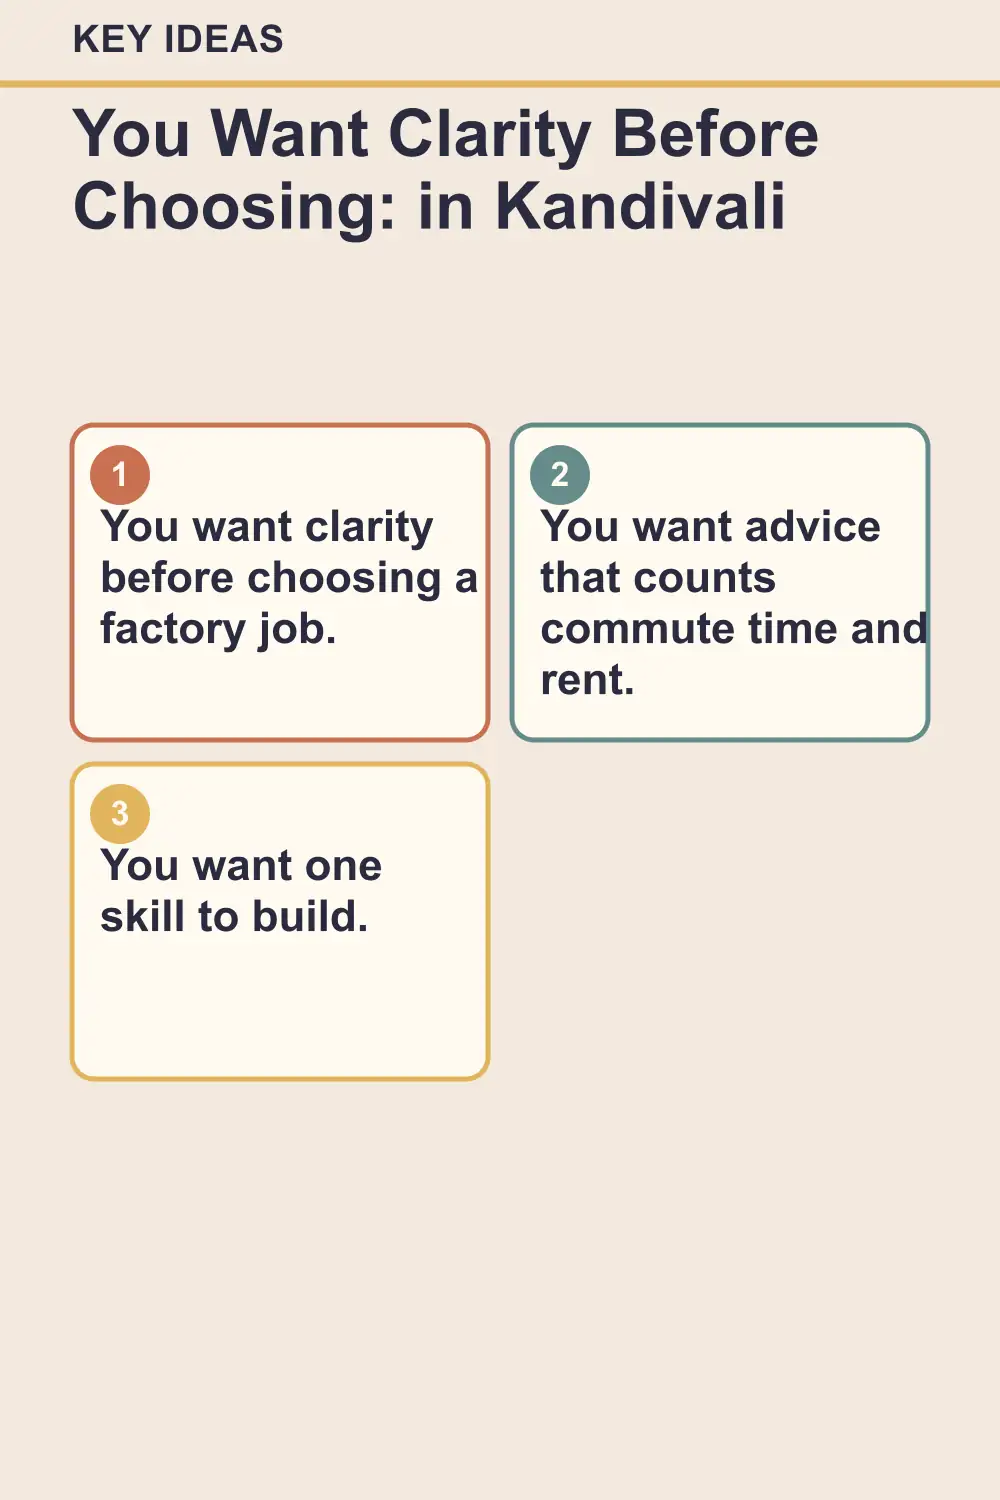 KEY IDEAS
You Want Clarity Before
Choosing: in Kandivali
1
You want clarity
before choosing a
factory job.
2
You want advice
that counts
commute time and
rent.
3
You want one
skill to build.